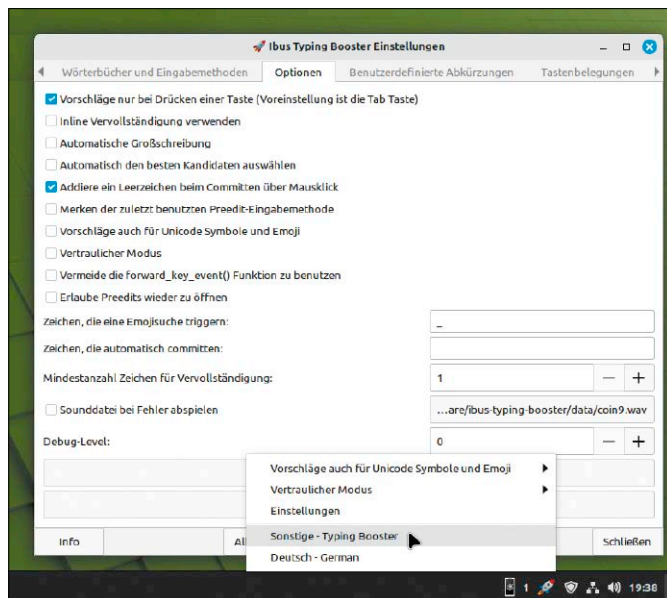 Ibus Typing Booster Einstellungen
Wörterbücher und Eingabemethoden Optionen Benutzerdefinierte Abkürzungen Tastenbelegungen
Vorschläge nur bei Drücken einer Taste (Voreinstellung ist die Tab Taste)
Inline Vervollständigung verwenden
Automatische Großschreibung
Automatisch den besten Kandidaten auswählen
Addiere ein Leerzeichen beim Committen über Mausklick
Merken der zuletzt benutzten Preedit-Eingabemethode
Vorschläge auch für Unicode Symbole und Emoji
Vertraulicher Modus
Vermeide die forward_key_event() Funktion zu benutzen
Erlaube Preedits wieder zu öffnen
Zeichen, die eine Emojisuche triggern: _
Zeichen, die automatisch committen:
Mindestanzahl Zeichen für Vervollständigung: 1 — +
Sounddatei bei Fehler abspielen ...are/ibus-typing-booster/data/coin9.wav
Debug-Level: 0 — +
Vorschläge auch für Unicode Symbole und Emoji
Vertraulicher Modus
Einstellungen
Sonstige - Typing Booster
Deutsch - German
Info Al Schließen
1 19:38